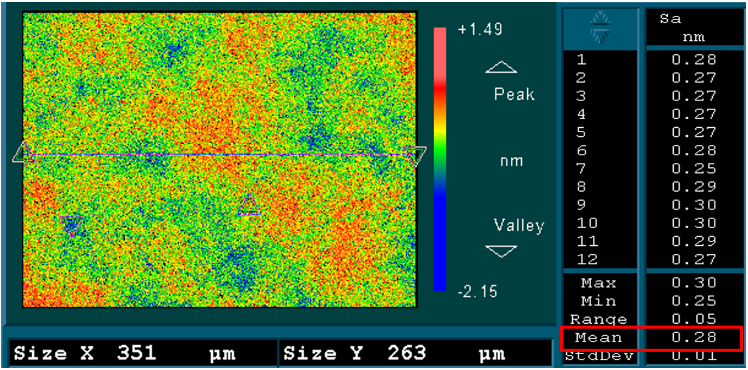 +1.49
Peak
nm
Valley
-2.15
Size X 351 μm
Size Y 263 μm
Sa
nm
1 0.28
2 0.27
3 0.27
4 0.27
5 0.27
6 0.28
7 0.25
8 0.29
9 0.30
10 0.30
11 0.29
12 0.27
Max 0.30
Min 0.25
Range 0.05
Mean 0.28
StdDev 0.01